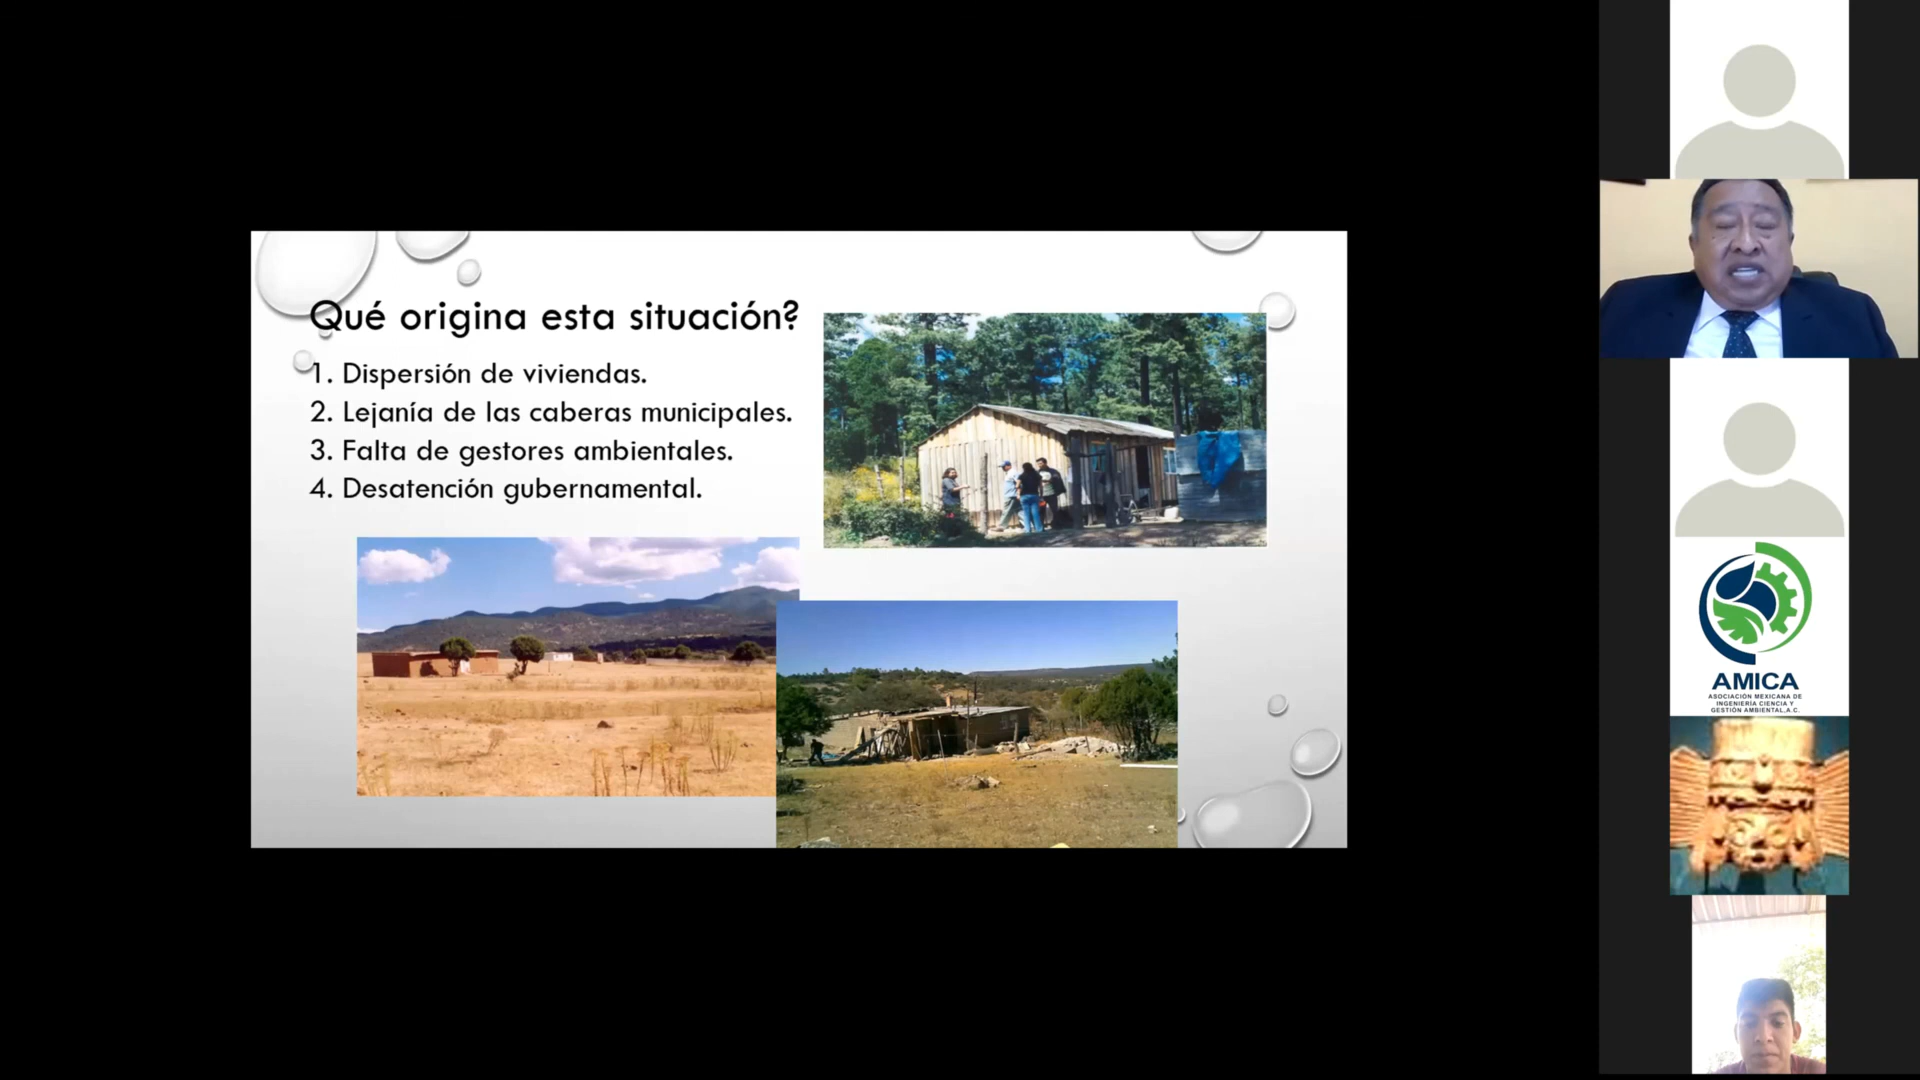 Qué origina esta situación?
1. Dispersión de viviendas.
2. Lejanía de las caberas municipales.
3. Falta de gestores ambientales.
4. Desatención gubernamental.
AMICA
ASOCIACIÓN MEXICANA DE
INGENIERÍA CIENCIA Y
GESTIÓN AMBIENTAL,A.C.